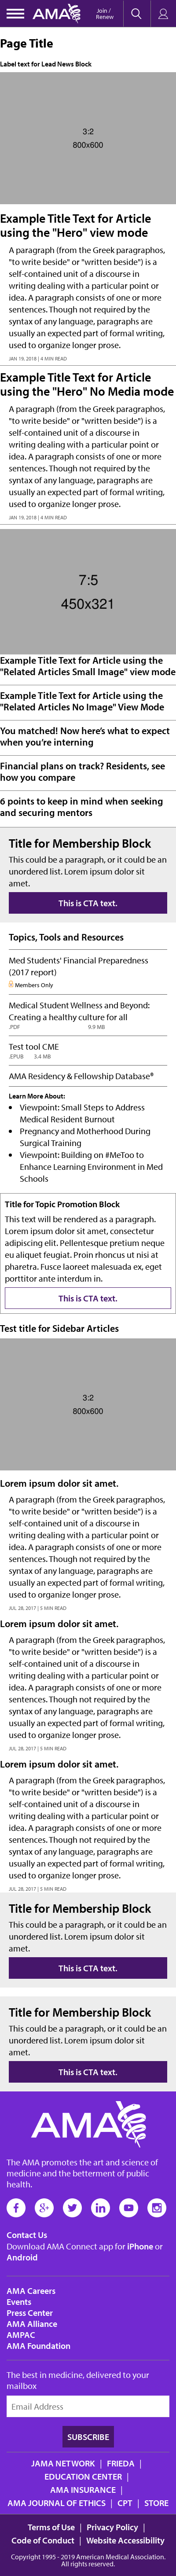 AMA
Join /
Renew
Page Title
Label text for Lead News Block
3:2
800x600
Example Title Text for Article
using the "Hero" view mode
A paragraph (from the Greek paragraphos,
"to write beside" or "written beside") is a
self-contained unit of a discourse in
writing dealing with a particular point or
idea. A paragraph consists of one or more
sentences. Though not required by the
syntax of any language, paragraphs are
usually an expected part of formal writing,
used to organize longer prose.
JAN 19, 2018 | 4 MIN READ
Example Title Text for Article
using the "Hero" No Media mode
A paragraph (from the Greek paragraphos,
"to write beside" or "written beside") is a
self-contained unit of a discourse in
writing dealing with a particular point or
idea. A paragraph consists of one or more
sentences. Though not required by the
syntax of any language, paragraphs are
usually an expected part of formal writing,
used to organize longer prose.
JAN 19, 2018 | 4 MIN READ
7:5
450x321
Example Title Text for Article using the
"Related Articles Small Image" view mode
Example Title Text for Article using the
"Related Articles No Image" View Mode
You matched! Now here's what to expect
when you're interning
Financial plans on track? Residents, see
how you compare
6 points to keep in mind when seeking
and securing mentors
Title for Membership Block
This could be a paragraph, or it could be an
unordered list. Lorem ipsum dolor sit
amet.
This is CTA text.
Topics, Tools and Resources
Med Students' Financial Preparedness
(2017 report)
Members Only
Medical Student Wellness and Beyond:
Creating a healthy culture for all
.PDF 9.9 MB
Test tool CME
.EPUB 3.4 MB
AMA Residency & Fellowship Database®
Learn More About:
• Viewpoint: Small Steps to Address
Medical Resident Burnout
• Pregnancy and Motherhood During
Surgical Training
• Viewpoint: Building on #MeToo to
Enhance Learning Environment in Med
Schools
Title for Topic Promotion Block
This text will be rendered as a paragraph.
Lorem ipsum dolor sit amet, consectetur
adipiscing elit. Pellentesque pretium neque
eu aliquet feugiat. Proin rhoncus ut nisi at
pharetra. Fusce laoreet malesuada ex, eget
porttitor ante interdum in.
This is CTA text.
Test title for Sidebar Articles
3:2
800x600
Lorem ipsum dolor sit amet.
A paragraph (from the Greek paragraphos,
"to write beside" or "written beside") is a
self-contained unit of a discourse in
writing dealing with a particular point or
idea. A paragraph consists of one or more
sentences. Though not required by the
syntax of any language, paragraphs are
usually an expected part of formal writing,
used to organize longer prose.
JUL 28, 2017 | 5 MIN READ
Lorem ipsum dolor sit amet.
A paragraph (from the Greek paragraphos,
"to write beside" or "written beside") is a
self-contained unit of a discourse in
writing dealing with a particular point or
idea. A paragraph consists of one or more
sentences. Though not required by the
syntax of any language, paragraphs are
usually an expected part of formal writing,
used to organize longer prose.
JUL 28, 2017 | 5 MIN READ
Lorem ipsum dolor sit amet.
A paragraph (from the Greek paragraphos,
"to write beside" or "written beside") is a
self-contained unit of a discourse in
writing dealing with a particular point or
idea. A paragraph consists of one or more
sentences. Though not required by the
syntax of any language, paragraphs are
usually an expected part of formal writing,
used to organize longer prose.
JUL 28, 2017 | 5 MIN READ
Title for Membership Block
This could be a paragraph, or it could be an
unordered list. Lorem ipsum dolor sit
amet.
This is CTA text.
Title for Membership Block
This could be a paragraph, or it could be an
unordered list. Lorem ipsum dolor sit
amet.
This is CTA text.
AMA
The AMA promotes the art and science of
medicine and the betterment of public
health.
Contact Us
Download AMA Connect app for iPhone or
Android
AMA Careers
Events
Press Center
AMA Alliance
AMPAC
AMA Foundation
The best in medicine, delivered to your
mailbox
Email Address
SUBSCRIBE
JAMA NETWORK | FRIEDA |
EDUCATION CENTER |
AMA INSURANCE |
AMA JOURNAL OF ETHICS | CPT | STORE
Terms of Use | Privacy Policy |
Code of Conduct | Website Accessibility
Copyright 1995 - 2019 American Medical Association.
All rights reserved.